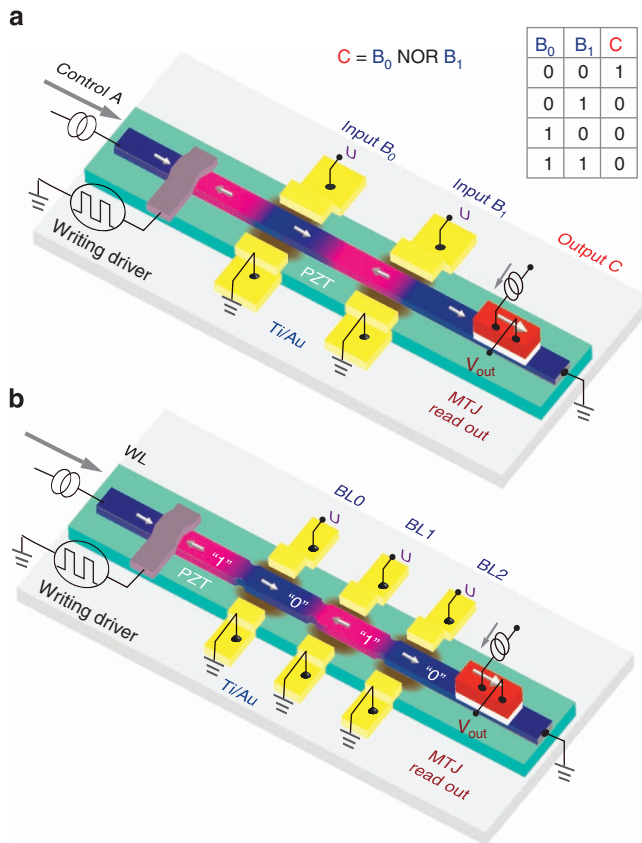 a
C = B₀ NOR B₁
B₀ B₁ C
0 0 1
0 1 0
1 0 0
1 1 0
Control A
Input B₀
U
Input B₁
U
Output C
Writing driver
PZT
Ti/Au
Vout
MTJ
read out
b
WL
BL0
U
BL1
U
BL2
U
"1"
PZT
"0"
"1"
"0"
Writing driver
Ti/Au
Vout
MTJ
read out